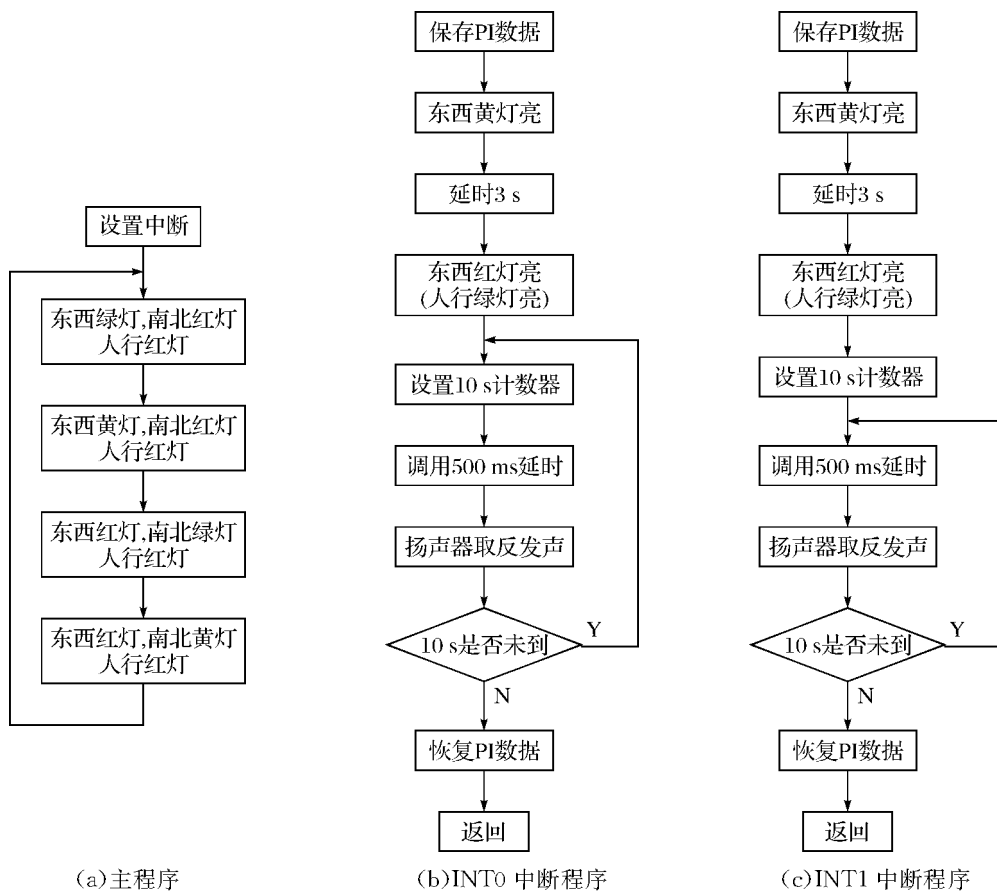 设置中断
东西绿灯,南北红灯
人行红灯
东西黄灯,南北红灯
人行红灯
东西红灯,南北绿灯
人行红灯
东西红灯,南北黄灯
人行红灯
(a)主程序
保存PI数据
东西黄灯亮
延时3 s
东西红灯亮
(人行绿灯亮)
设置10 s计数器
调用500 ms延时
扬声器取反发声
10 s是否未到
Y
N
恢复PI数据
返回
(b)INT0 中断程序
保存PI数据
东西黄灯亮
延时3 s
东西红灯亮
(人行绿灯亮)
设置10 s计数器
调用500 ms延时
扬声器取反发声
10 s是否未到
Y
N
恢复PI数据
返回
(c)INT1 中断程序